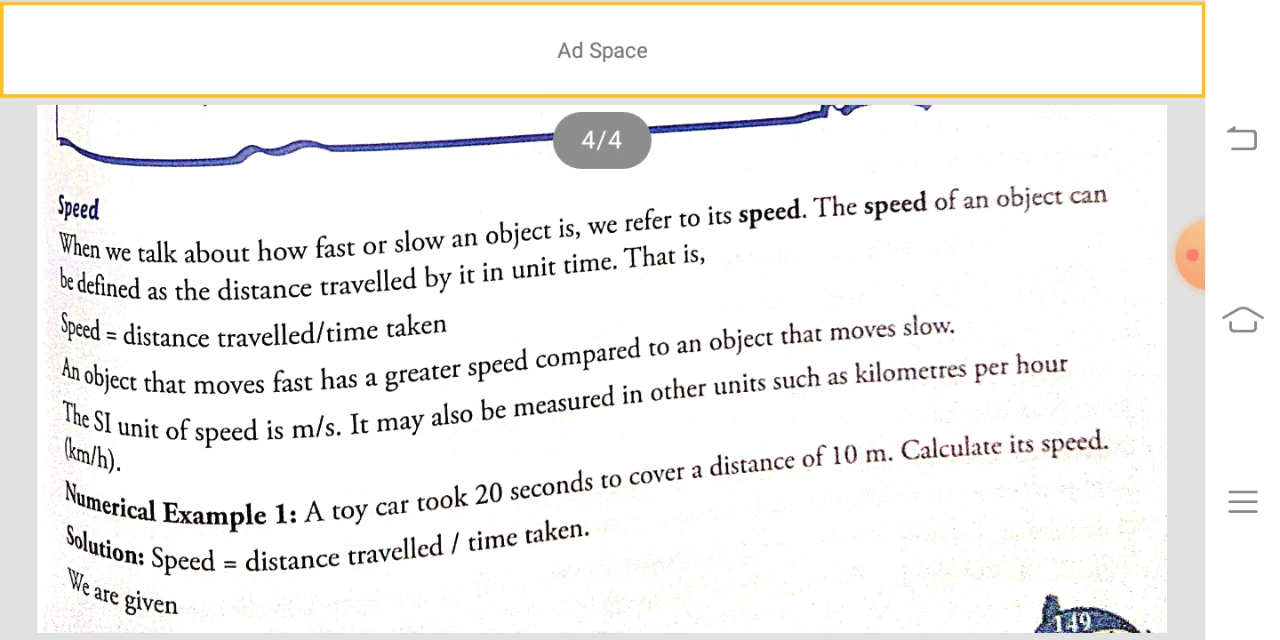 Ad Space
4/4
Speed
When we talk about how fast or slow an object is, we refer to its speed. The speed of an object can
be defined as the distance travelled by it in unit time. That is,
Speed = distance travelled/time taken
An object that moves fast has a greater speed compared to an object that moves slow.
The SI unit of speed is m/s. It may also be measured in other units such as kilometres per hour
(km/h).
Numerical Example 1: A toy car took 20 seconds to cover a distance of 10 m. Calculate its speed.
Solution: Speed = distance travelled / time taken.
We are given
149